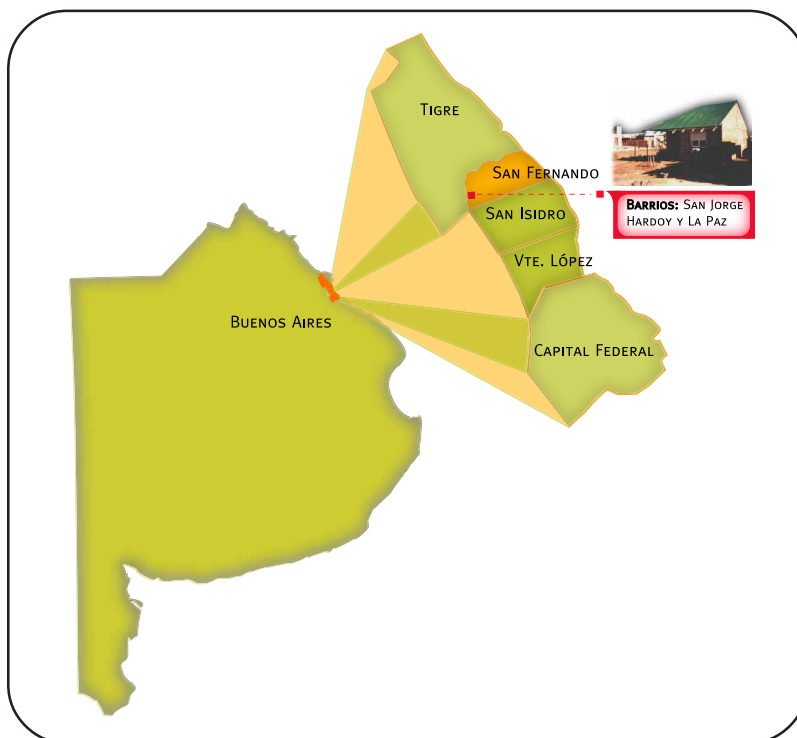 Tigre
San Fernando
San Isidro
Vte. López
Capital Federal
Barrios: San Jorge
Hardoy y La Paz
Buenos Aires